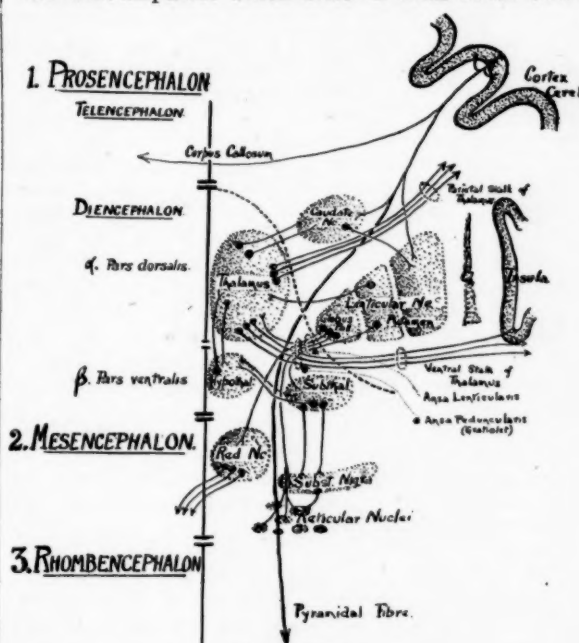 1. PROSENCEPHALON
TELENCEPHALON
Cortex
Corpus Callosum
Parietal Stalk of
Thalamus
DIENCEPHALON
Caudate
Nc.
α. Pars dorsalis.
Thalamus
Lenticular Nc.
Putamen
Insula
β. Pars ventralis
Hypothal
Subthal
Ventral Stalk of
Thalamus
Ansa Lenticularis
Ansa Peduncularis
(Gratiolet)
2. MESENCEPHALON.
Red Nc
Subst. Nigra
Reticular Nuclei
3. RHOMBENCEPHALON
Pyramidal Fibre.